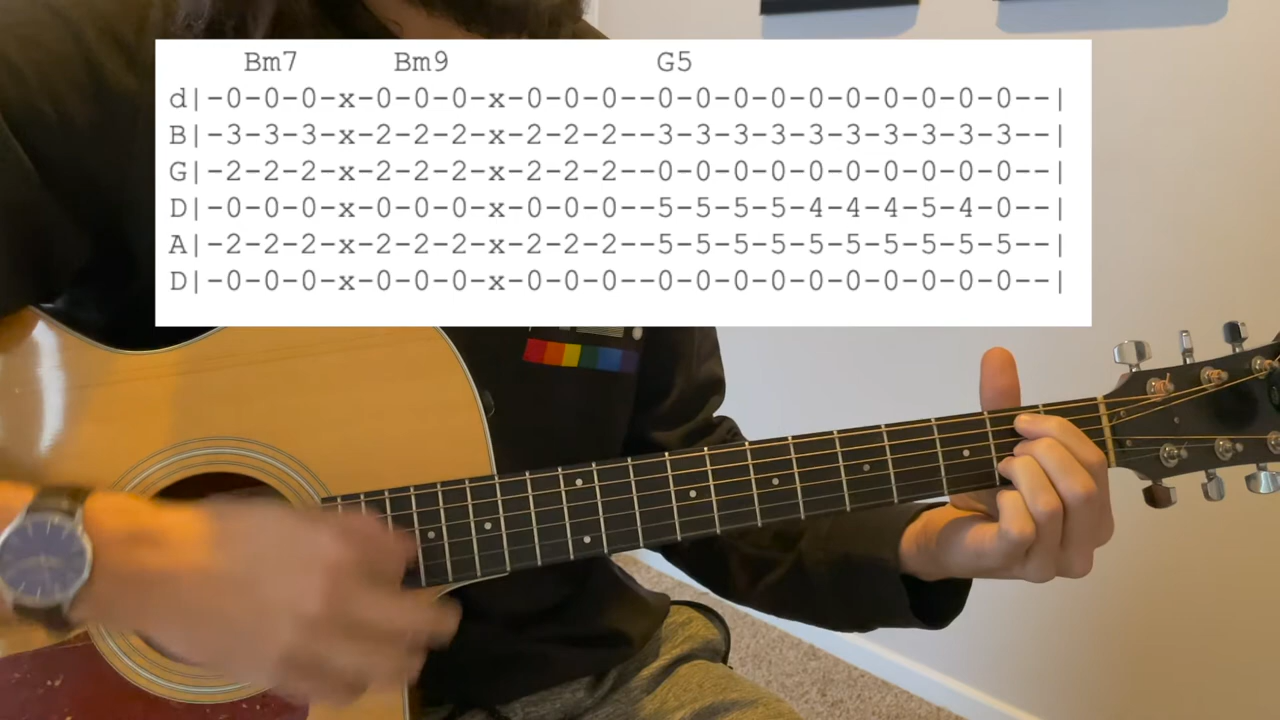 Bm7 Bm9 G5
d|-0-0-0-x-0-0-0-x-0-0-0--0-0-0-0-0-0-0-0-0-0--|
B|-3-3-3-x-2-2-2-x-2-2-2--3-3-3-3-3-3-3-3-3-3--|
G|-2-2-2-x-2-2-2-x-2-2-2--0-0-0-0-0-0-0-0-0-0--|
D|-0-0-0-x-0-0-0-x-0-0-0--5-5-5-5-4-4-4-5-4-0--|
A|-2-2-2-x-2-2-2-x-2-2-2--5-5-5-5-5-5-5-5-5-5--|
D|-0-0-0-x-0-0-0-x-0-0-0--0-0-0-0-0-0-0-0-0-0--|